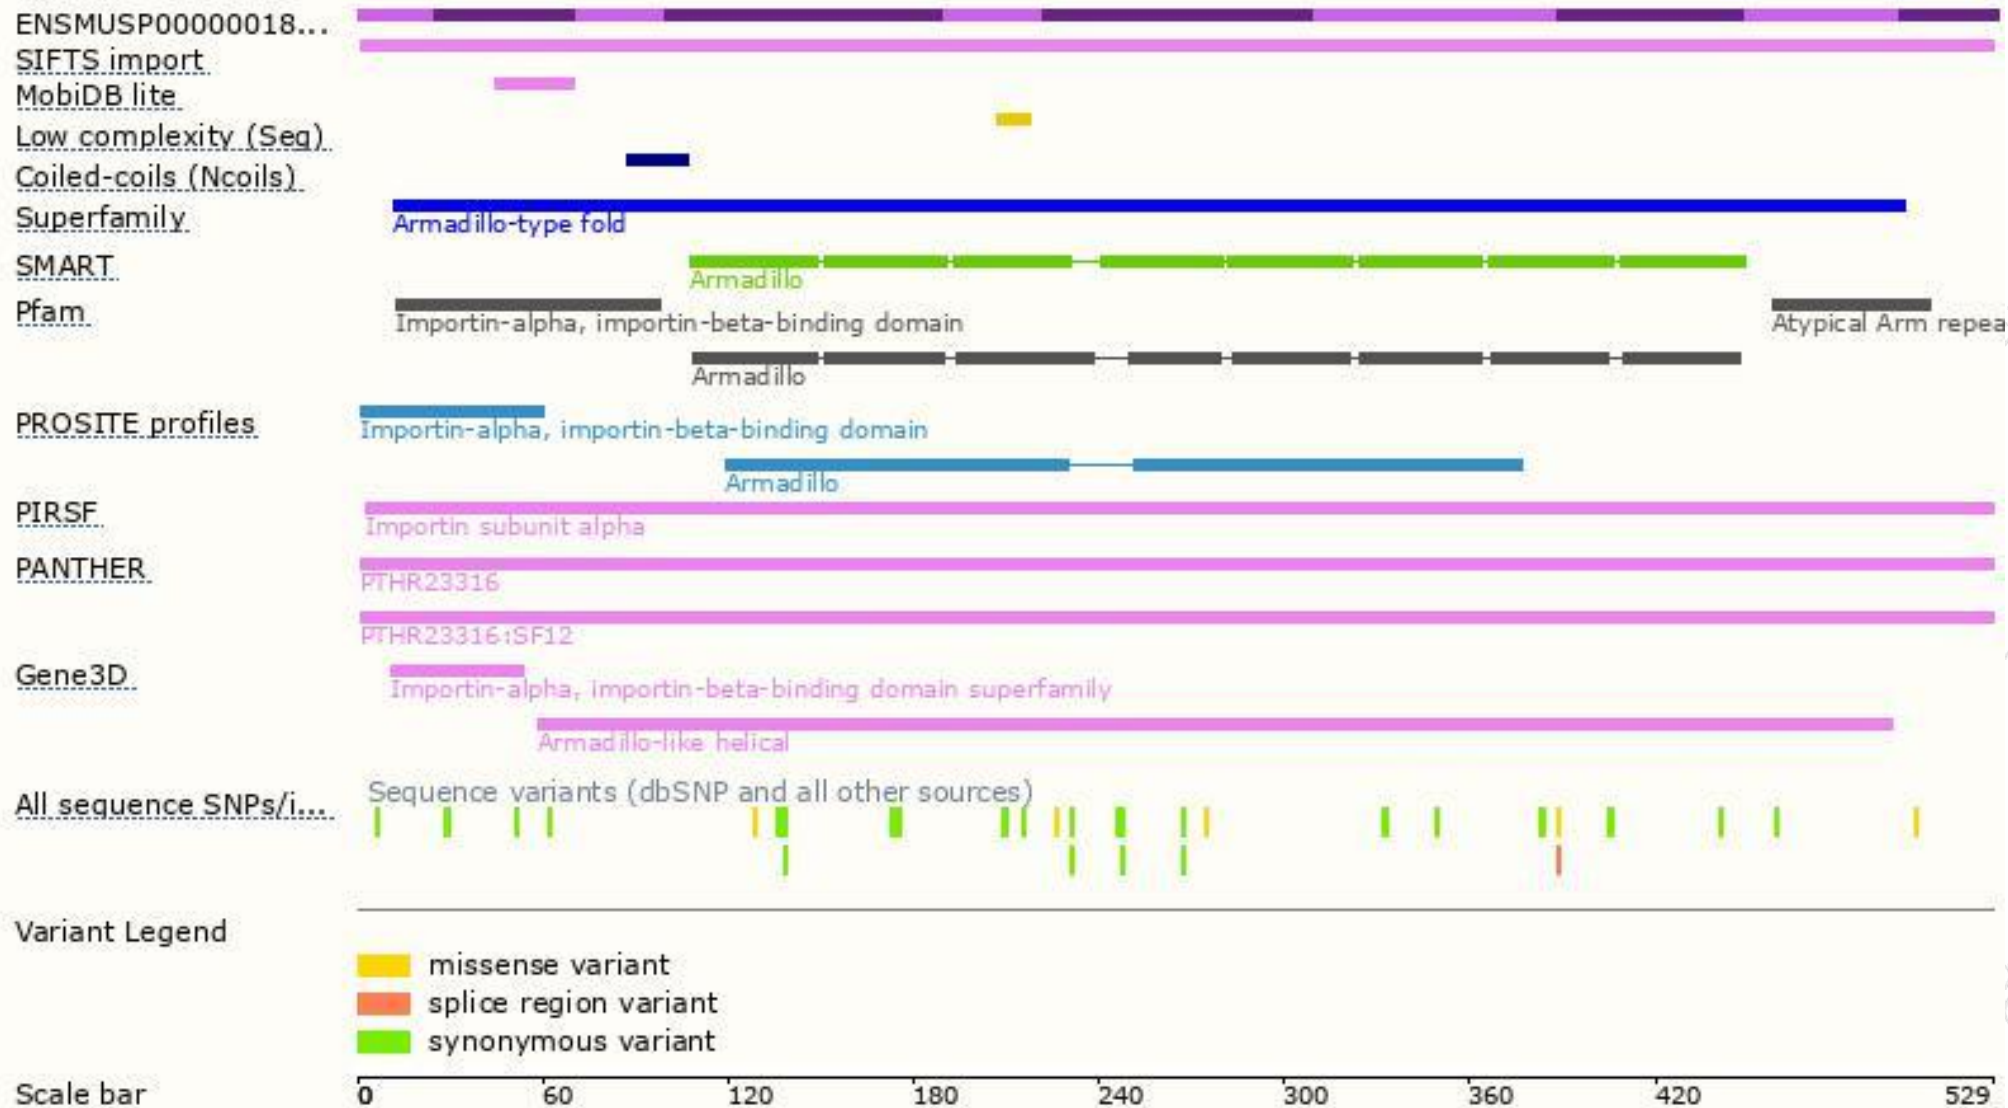 ENSMUSP00000018...
SIFTS import
MobiDB lite
Low complexity (Seg)
Coiled-coils (Ncoils)
Superfamily
Armadillo-type fold
SMART
Armadillo
Pfam
Importin-alpha, importin-beta-binding domain
Atypical Arm repea
Armadillo
PROSITE profiles
Importin-alpha, importin-beta-binding domain
Armadillo
PIRSF
Importin subunit alpha
PANTHER
PTHR23316
PTHR23316:SF12
Gene3D
Importin-alpha, importin-beta-binding domain superfamily
Armadillo-like helical
Sequence variants (dbSNP and all other sources)
All sequence SNPs/i...
Variant Legend
missense variant
splice region variant
synonymous variant
Scale bar 0 60 120 180 240 300 360 420 529